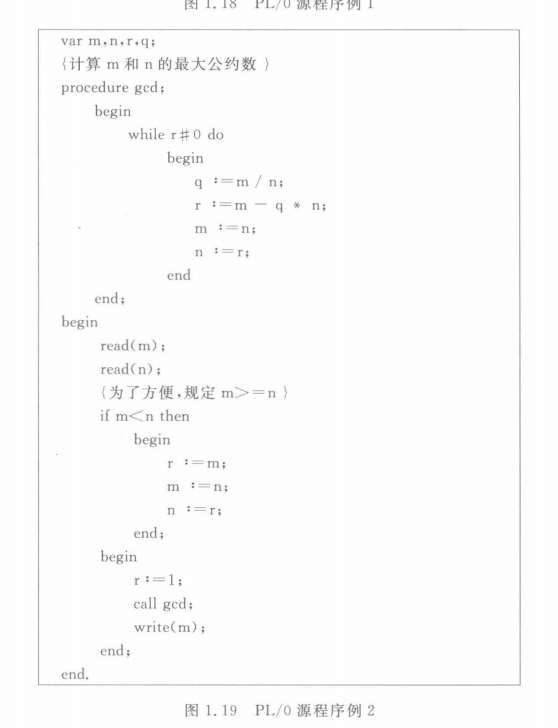 图 1.18 PL/0 源程序例 1
var m,n,r,q;
{计算 m 和 n 的最大公约数 }
procedure gcd;
begin
while r♯0 do
begin
q :=m / n;
r :=m − q * n;
m :=n;
n :=r;
end
end;
begin
read(m);
read(n);
{为了方便,规定 m>=n }
if m<n then
begin
r :=m;
m :=n;
n :=r;
end;
begin
r:=1;
call gcd;
write(m);
end;
end.
图 1.19 PL/0 源程序例 2